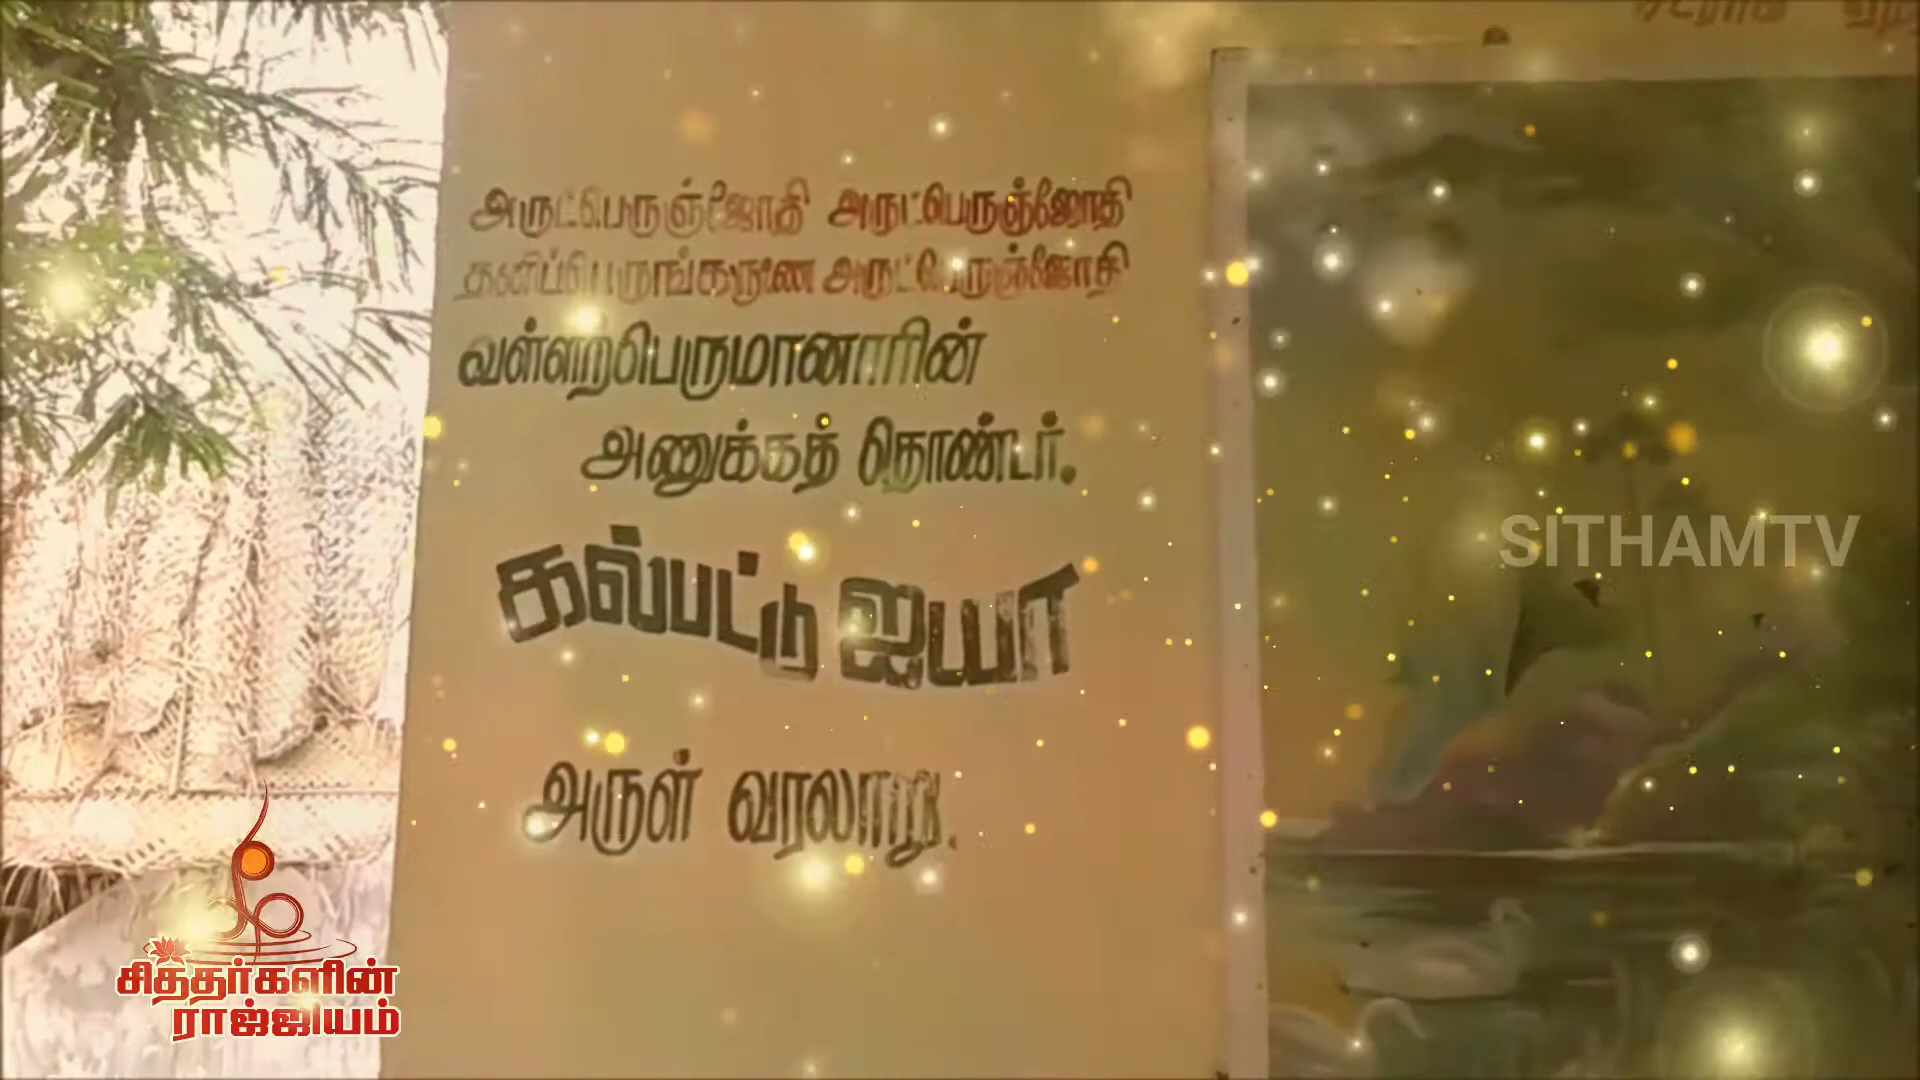 அருட்பெருஞ்ஜோதி அருட்பெருஞ்ஜோதி
தனிப்பெருங்கருணை அருட்பெருஞ்ஜோதி
வள்ளற்பெருமானாரின்
அணுக்கத் தொண்டர்.
கல்பட்டு ஐயா
அருள் வரலாறு.
SITHAMTV
சித்தர்களின்
ராஜ்ஜியம்